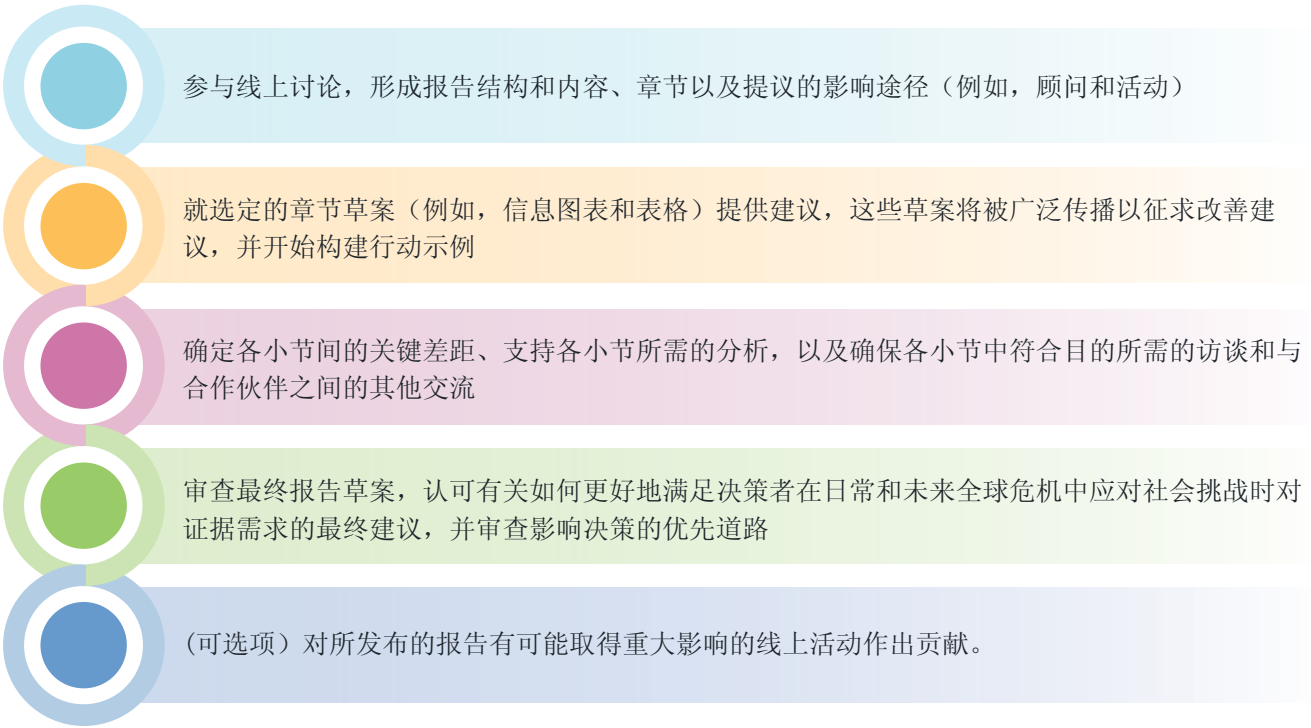 参与线上讨论，形成报告结构和内容、章节以及提议的影响途径（例如，顾问和活动）
就选定的章节草案（例如，信息图表和表格）提供建议，这些草案将被广泛传播以征求改善建
议，并开始构建行动示例
确定各小节间的关键差距、支持各小节所需的分析，以及确保各小节中符合目的所需的访谈和与
合作伙伴之间的其他交流
审查最终报告草案，认可有关如何更好地满足决策者在日常和未来全球危机中应对社会挑战时对
证据需求的最终建议，并审查影响决策的优先道路
(可选项）对所发布的报告有可能取得重大影响的线上活动作出贡献。